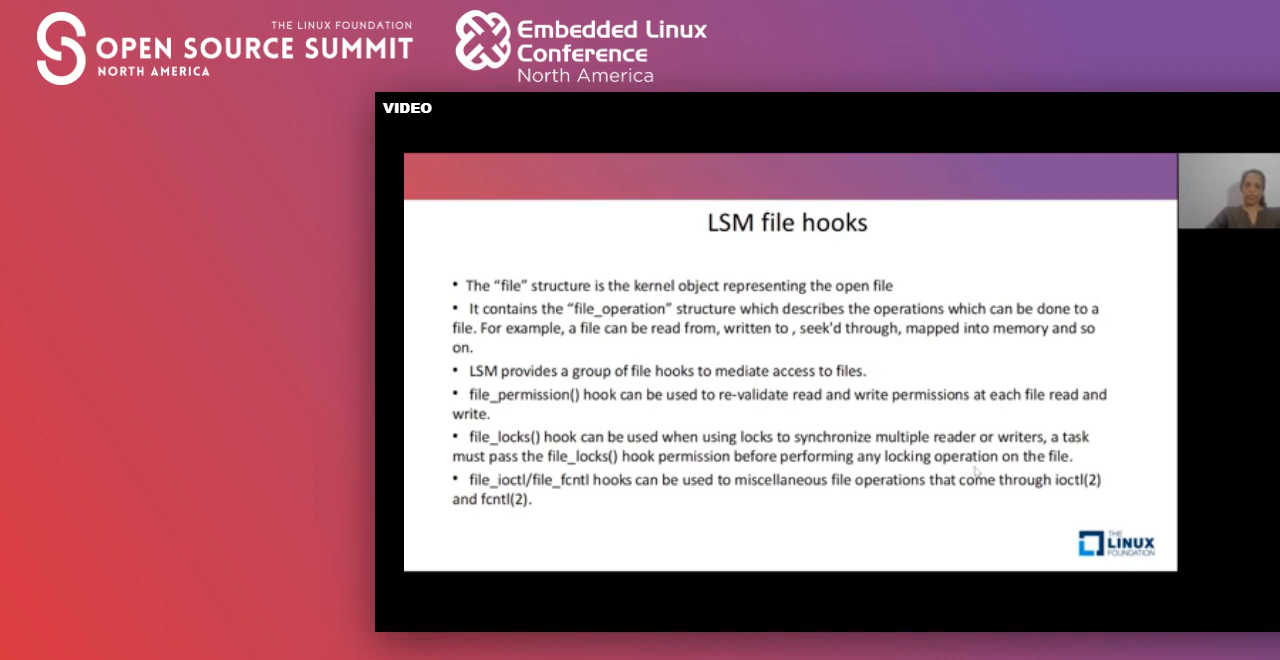 THE LINUX FOUNDATION
OPEN SOURCE SUMMIT
NORTH AMERICA
Embedded Linux
Conference
North America
VIDEO
LSM file hooks
• The “file” structure is the kernel object representing the open file
• It contains the “file_operation” structure which describes the operations which can be done to a
file. For example, a file can be read from, written to , seek'd through, mapped into memory and so
on.
• LSM provides a group of file hooks to mediate access to files.
• file_permission() hook can be used to re-validate read and write permissions at each file read and
write.
• file_locks() hook can be used when using locks to synchronize multiple reader or writers, a task
must pass the file_locks() hook permission before performing any locking operation on the file.
• file_ioctl/file_fcntl hooks can be used to miscellaneous file operations that come through ioctl(2)
and fcntl(2).
THE
LINUX
FOUNDATION